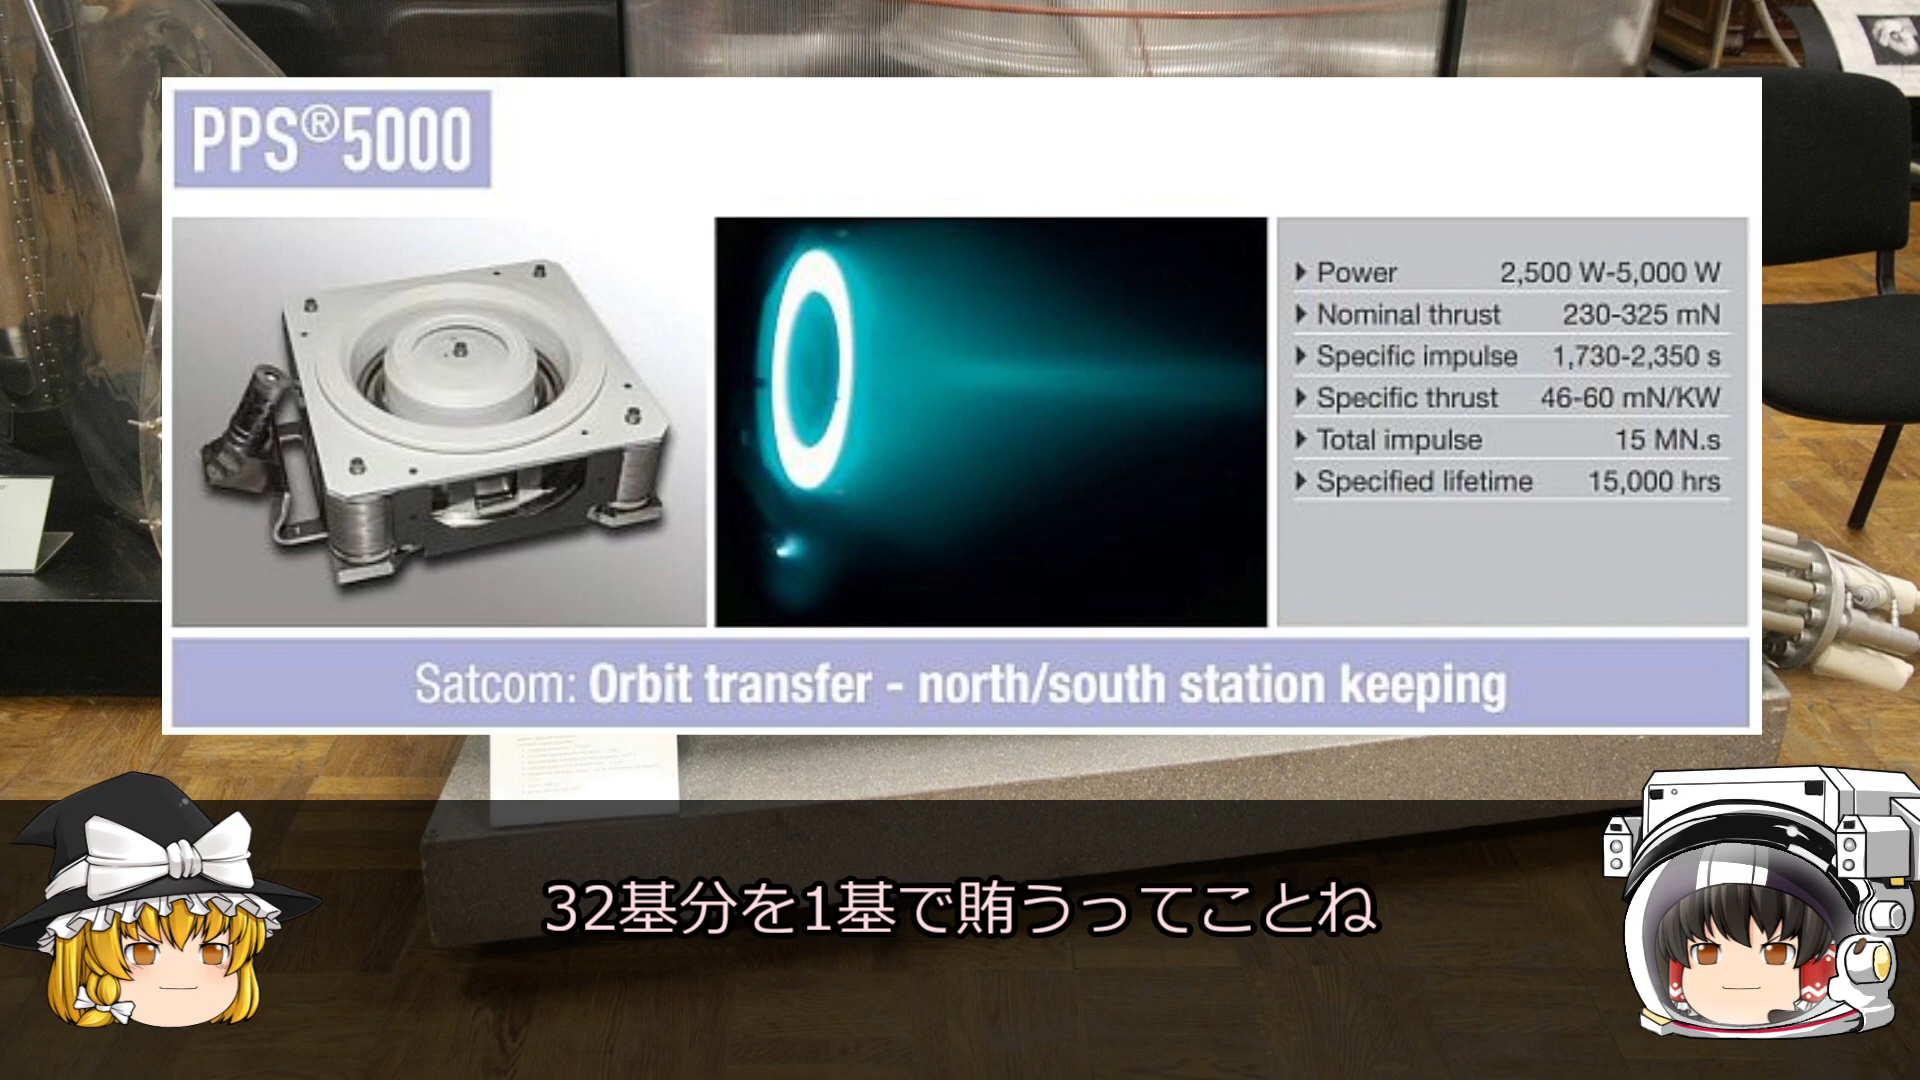 PPS®5000
Power 2,500 W-5,000 W
Nominal thrust 230-325 mN
Specific impulse 1,730-2,350 s
Specific thrust 46-60 mN/KW
Total impulse 15 MN.s
Specified lifetime 15,000 hrs
Satcom: Orbit transfer - north/south station keeping
32基分を1基で賄うってことね